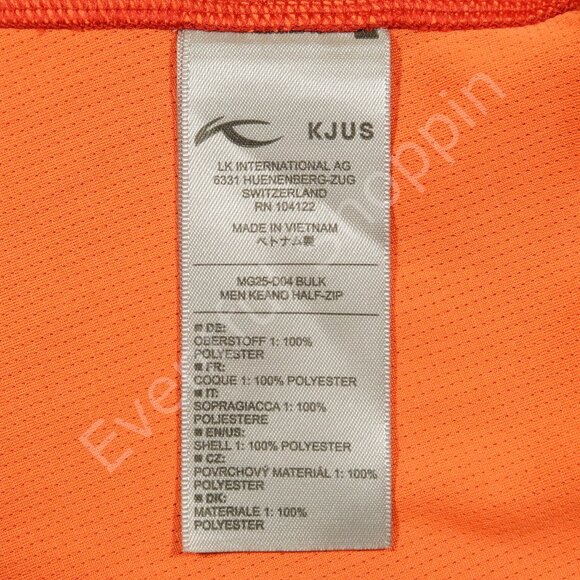 KJUS
LK INTERNATIONAL AG
6331 HUENENBERG-ZUG
SWITZERLAND
RN 104122
MADE IN VIETNAM
ベトナム製
MG25-D04 BULK
MEN KEANO HALF-ZIP
DE:
OBERSTOFF 1: 100%
POLYESTER
FR:
COQUE 1: 100% POLYESTER
IT:
SOPRAGIACCA 1: 100%
POLIESTERE
EN/US:
SHELL 1: 100% POLYESTER
CZ:
POVRCHOVÝ MATERIÁL 1: 100%
POLYESTER
DK:
MATERIALE 1: 100%
POLYESTER